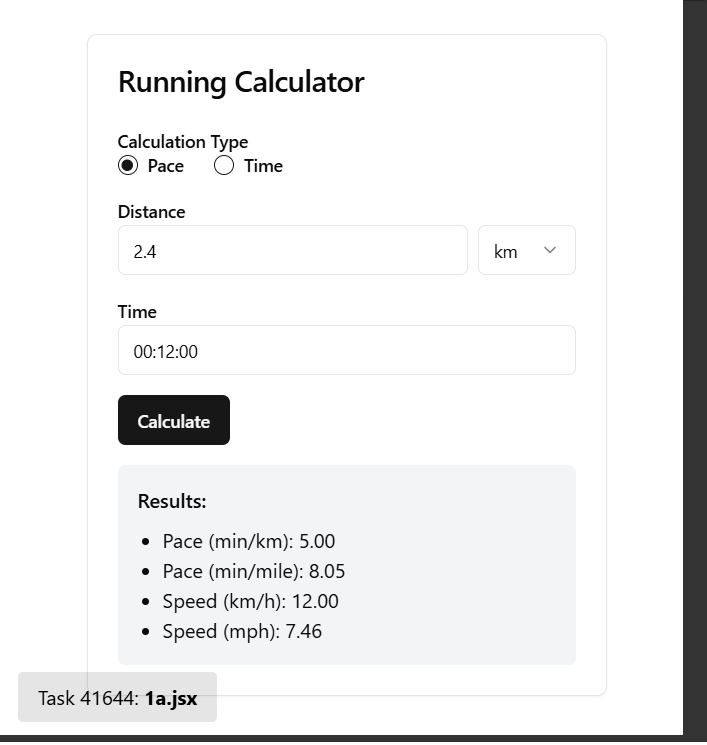 Running Calculator
Calculation Type
Pace Time
Distance
2.4 km
Time
00:12:00
Calculate
Results:
• Pace (min/km): 5.00
• Pace (min/mile): 8.05
• Speed (km/h): 12.00
• Speed (mph): 7.46
Task 41644: 1a.jsx